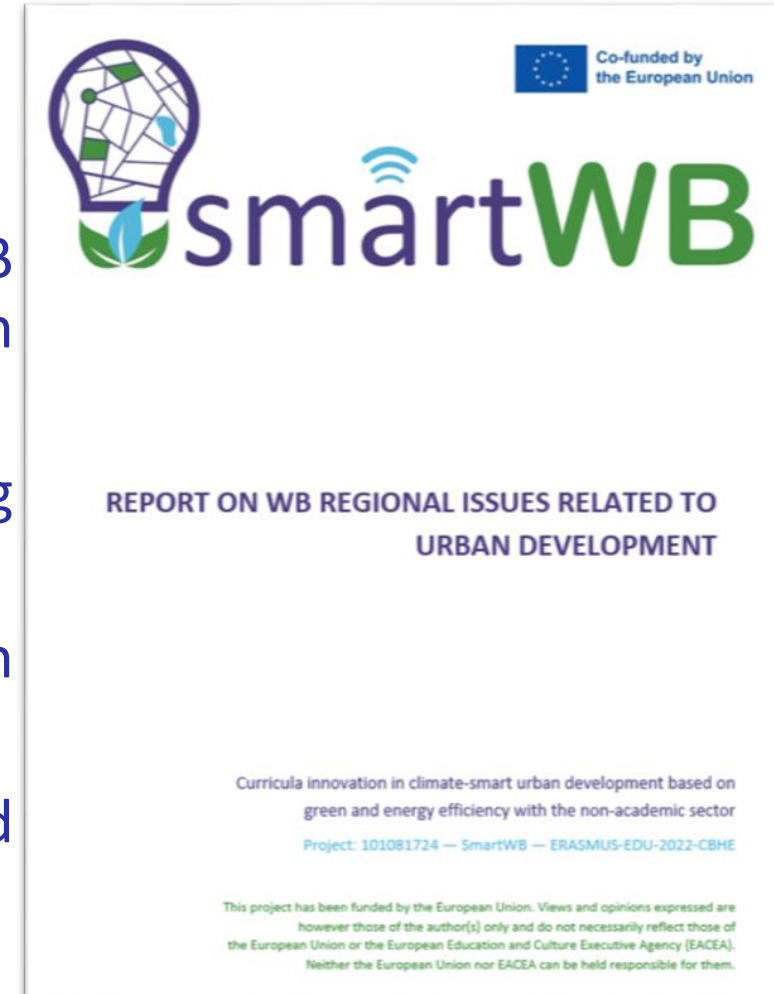 Co-funded by
the European Union
smartWB
REPORT ON WB REGIONAL ISSUES RELATED TO
URBAN DEVELOPMENT
Curricula innovation in climate-smart urban development based on
green and energy efficiency with the non-academic sector
Project: 101081724 — SmartWB — ERASMUS-EDU-2022-CBHE
This project has been funded by the European Union. Views and opinions expressed are
however those of the author(s) only and do not necessarily reflect those of
the European Union or the European Education and Culture Executive Agency (EACEA).
Neither the European Union nor EACEA can be held responsible for them.